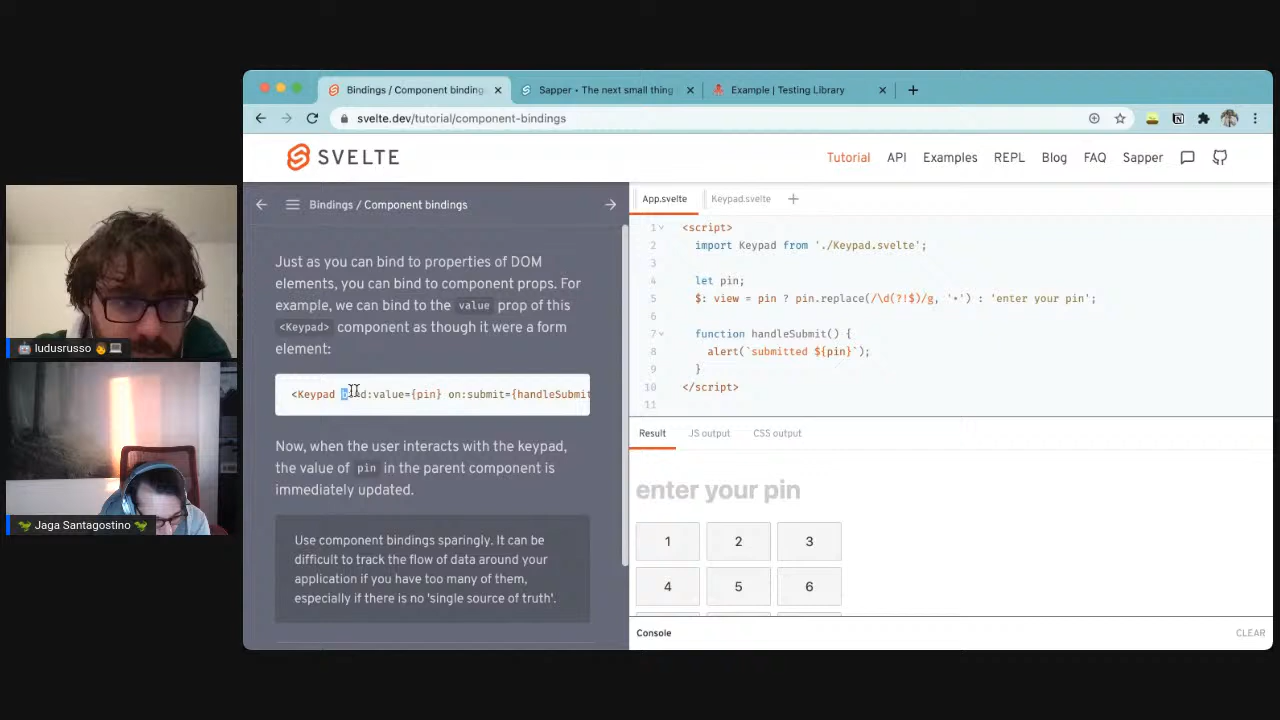 Bindings / Component binding
Sapper • The next small thing
Example | Testing Library
svelte.dev/tutorial/component-bindings
SVELTE
Tutorial
API
Examples
REPL
Blog
FAQ
Sapper
Bindings / Component bindings
Just as you can bind to properties of DOM
elements, you can bind to component props. For
example, we can bind to the value prop of this
<Keypad> component as though it were a form
element:
<Keypad bind:value={pin} on:submit={handleSubmit
Now, when the user interacts with the keypad,
the value of pin in the parent component is
immediately updated.
Use component bindings sparingly. It can be
difficult to track the flow of data around your
application if you have too many of them,
especially if there is no 'single source of truth'.
App.svelte
Keypad.svelte
1 <script>
2 import Keypad from './Keypad.svelte';
3
4 let pin;
5 $: view = pin ? pin.replace(/\d(?!$)/g, '•') : 'enter your pin';
6
7 function handleSubmit() {
8 alert(`submitted ${pin}`);
9 }
10 </script>
11
Result
JS output
CSS output
enter your pin
1 2 3
4 5 6
Console
CLEAR
🤖 ludusrusso 👨‍💻
🦖 Jaga Santagostino 🦖